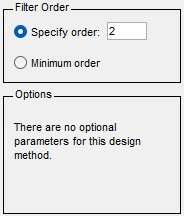 Filter Order
Specify order: 2
Minimum order
Options
There are no optional
parameters for this design
method.